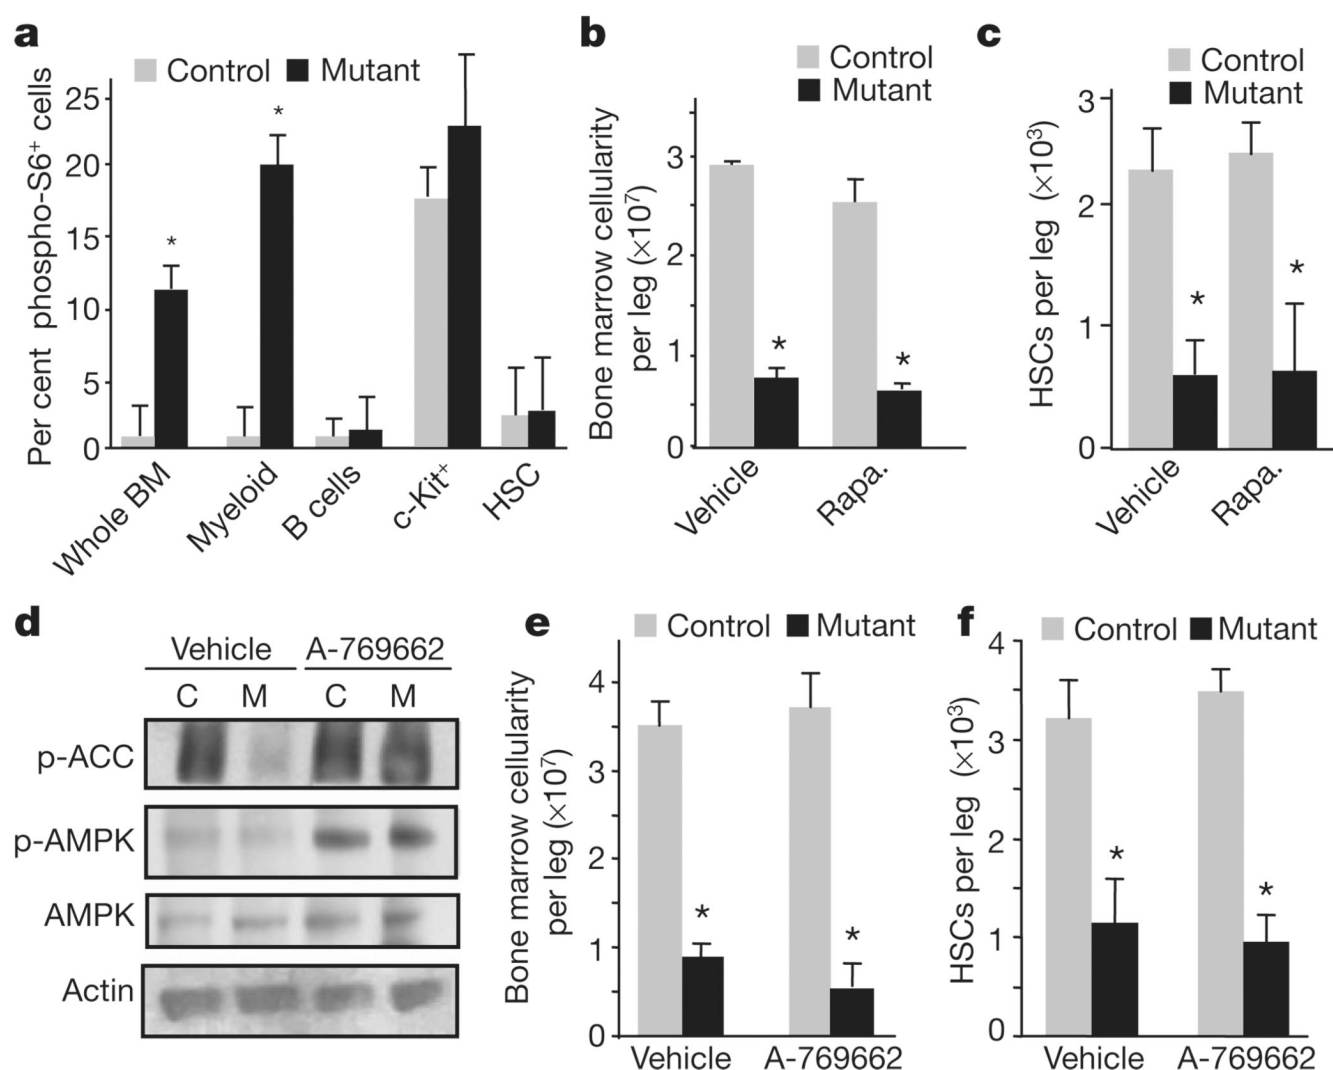 a
Control Mutant
Per cent phospho-S6⁺ cells
25
20
15
10
5
0
*
*
Whole BM
Myeloid
B cells
c-Kit⁺
HSC
b
Control
Mutant
Bone marrow cellularity
per leg (×10⁷)
3
2
1
0
*
*
Vehicle
Rapa.
c
Control
Mutant
HSCs per leg (×10³)
3
2
1
0
*
*
Vehicle
Rapa.
d
Vehicle A-769662
C M C M
p-ACC
p-AMPK
AMPK
Actin
e
Control Mutant
Bone marrow cellularity
per leg (×10⁷)
4
3
2
1
0
*
*
Vehicle A-769662
f
Control Mutant
HSCs per leg (×10³)
4
3
2
1
0
*
*
Vehicle A-769662